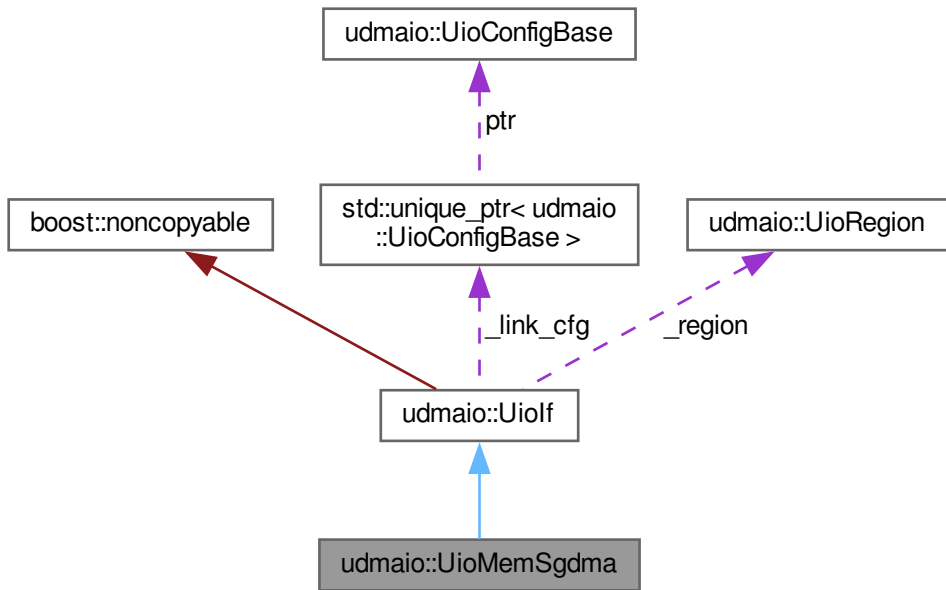 udmaio::UioConfigBase
ptr
boost::noncopyable
std::unique_ptr< udmaio
::UioConfigBase >
udmaio::UioRegion
_link_cfg
_region
udmaio::UioIf
udmaio::UioMemSgdma